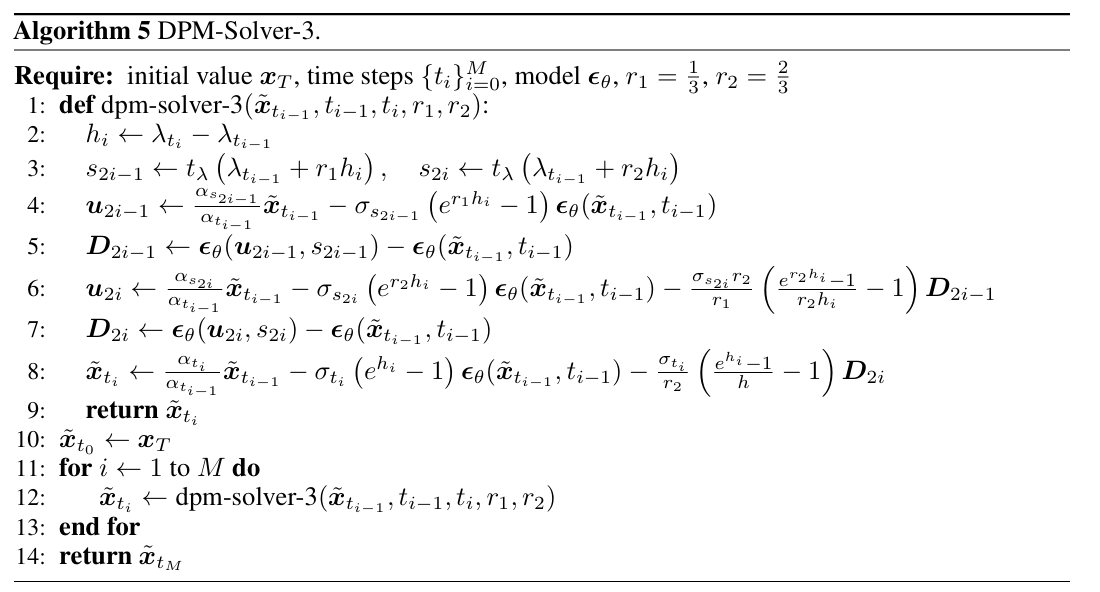 Algorithm 5 DPM-Solver-3.
Require: initial value $\boldsymbol{x}_T$, time steps $\{t_i\}_{i=0}^{M}$, model $\boldsymbol{\epsilon}_\theta$, $r_1 = \frac{1}{3}$, $r_2 = \frac{2}{3}$
1: def dpm-solver-3($\tilde{\boldsymbol{x}}_{t_{i-1}}, t_{i-1}, t_i, r_1, r_2$):
2: $h_i \leftarrow \lambda_{t_i} - \lambda_{t_{i-1}}$
3: $s_{2i-1} \leftarrow t_\lambda \left(\lambda_{t_{i-1}} + r_1 h_i\right), \quad s_{2i} \leftarrow t_\lambda \left(\lambda_{t_{i-1}} + r_2 h_i\right)$
4: $\boldsymbol{u}_{2i-1} \leftarrow \frac{\alpha_{s_{2i-1}}}{\alpha_{t_{i-1}}} \tilde{\boldsymbol{x}}_{t_{i-1}} - \sigma_{s_{2i-1}} \left(e^{r_1 h_i} - 1\right) \boldsymbol{\epsilon}_\theta(\tilde{\boldsymbol{x}}_{t_{i-1}}, t_{i-1})$
5: $\boldsymbol{D}_{2i-1} \leftarrow \boldsymbol{\epsilon}_\theta(\boldsymbol{u}_{2i-1}, s_{2i-1}) - \boldsymbol{\epsilon}_\theta(\tilde{\boldsymbol{x}}_{t_{i-1}}, t_{i-1})$
6: $\boldsymbol{u}_{2i} \leftarrow \frac{\alpha_{s_{2i}}}{\alpha_{t_{i-1}}} \tilde{\boldsymbol{x}}_{t_{i-1}} - \sigma_{s_{2i}} \left(e^{r_2 h_i} - 1\right) \boldsymbol{\epsilon}_\theta(\tilde{\boldsymbol{x}}_{t_{i-1}}, t_{i-1}) - \frac{\sigma_{s_{2i}} r_2}{r_1} \left(\frac{e^{r_2 h_i} - 1}{r_2 h_i} - 1\right) \boldsymbol{D}_{2i-1}$
7: $\boldsymbol{D}_{2i} \leftarrow \boldsymbol{\epsilon}_\theta(\boldsymbol{u}_{2i}, s_{2i}) - \boldsymbol{\epsilon}_\theta(\tilde{\boldsymbol{x}}_{t_{i-1}}, t_{i-1})$
8: $\tilde{\boldsymbol{x}}_{t_i} \leftarrow \frac{\alpha_{t_i}}{\alpha_{t_{i-1}}} \tilde{\boldsymbol{x}}_{t_{i-1}} - \sigma_{t_i} \left(e^{h_i} - 1\right) \boldsymbol{\epsilon}_\theta(\tilde{\boldsymbol{x}}_{t_{i-1}}, t_{i-1}) - \frac{\sigma_{t_i}}{r_2} \left(\frac{e^{h_i} - 1}{h} - 1\right) \boldsymbol{D}_{2i}$
9: return $\tilde{\boldsymbol{x}}_{t_i}$
10: $\tilde{\boldsymbol{x}}_{t_0} \leftarrow \boldsymbol{x}_T$
11: for $i \leftarrow 1$ to $M$ do
12: $\tilde{\boldsymbol{x}}_{t_i} \leftarrow$ dpm-solver-3($\tilde{\boldsymbol{x}}_{t_{i-1}}, t_{i-1}, t_i, r_1, r_2$)
13: end for
14: return $\tilde{\boldsymbol{x}}_{t_M}$